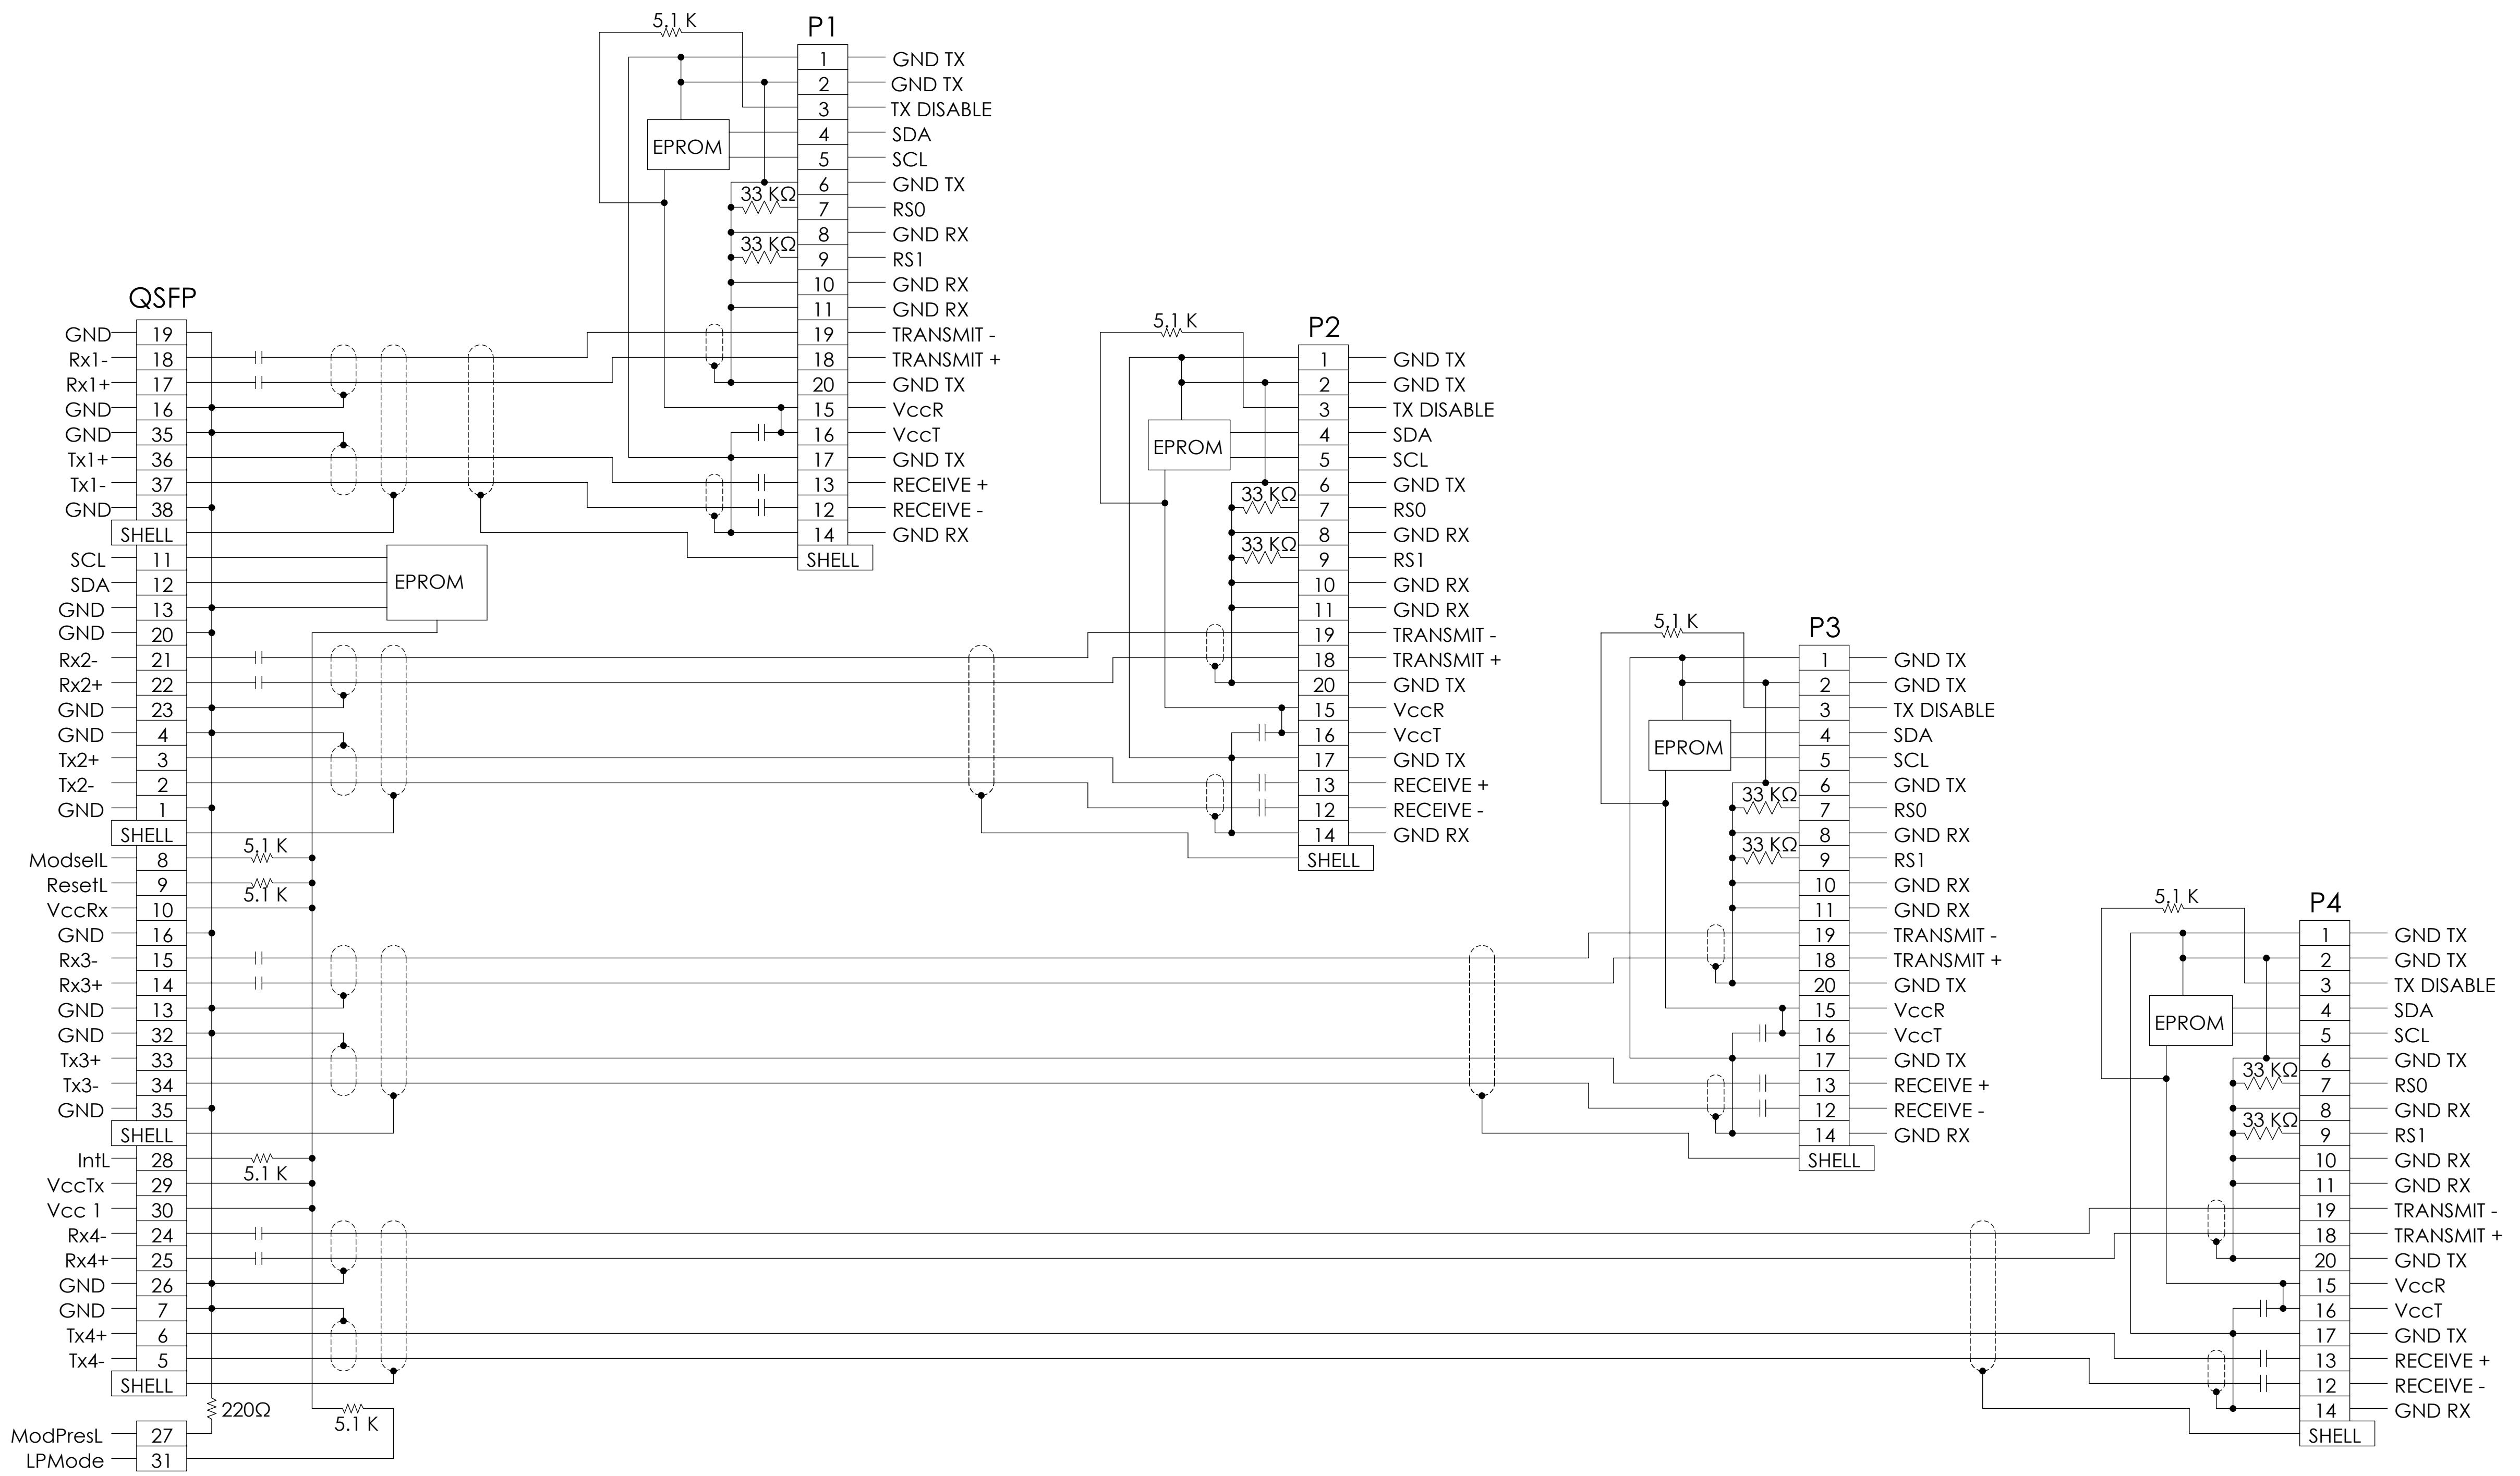 QSFP
GND 19
Rx1- 18
Rx1+ 17
GND 16
GND 35
Tx1+ 36
Tx1- 37
GND 38
SHELL
SCL 11
SDA 12
GND 13
EPROM
GND 20
Rx2- 21
Rx2+ 22
GND 23
GND 4
Tx2+ 3
Tx2- 2
GND 1
SHELL
ModselL 8 5.1 K
ResetL 9 5.1 K
VccRx 10
GND 16
Rx3- 15
Rx3+ 14
GND 13
GND 32
Tx3+ 33
Tx3- 34
GND 35
SHELL
IntL 28 5.1 K
VccTx 29
Vcc 1 30
Rx4- 24
Rx4+ 25
GND 26
GND 7
Tx4+ 6
Tx4- 5
SHELL
220Ω
5.1 K
ModPresL 27
LPMode 31
P1
5.1 K
1 GND TX
2 GND TX
3 TX DISABLE
EPROM
4 SDA
5 SCL
6 GND TX
33 KΩ
7 RS0
8 GND RX
33 KΩ
9 RS1
10 GND RX
11 GND RX
19 TRANSMIT -
18 TRANSMIT +
20 GND TX
15 VccR
16 VccT
17 GND TX
13 RECEIVE +
12 RECEIVE -
14 GND RX
SHELL
P2
5.1 K
1 GND TX
2 GND TX
3 TX DISABLE
EPROM
4 SDA
5 SCL
6 GND TX
33 KΩ
7 RS0
8 GND RX
33 KΩ
9 RS1
10 GND RX
11 GND RX
19 TRANSMIT -
18 TRANSMIT +
20 GND TX
15 VccR
16 VccT
17 GND TX
13 RECEIVE +
12 RECEIVE -
14 GND RX
SHELL
P3
5.1 K
1 GND TX
2 GND TX
3 TX DISABLE
EPROM
4 SDA
5 SCL
6 GND TX
33 KΩ
7 RS0
8 GND RX
33 KΩ
9 RS1
10 GND RX
11 GND RX
19 TRANSMIT -
18 TRANSMIT +
20 GND TX
15 VccR
16 VccT
17 GND TX
13 RECEIVE +
12 RECEIVE -
14 GND RX
SHELL
P4
5.1 K
1 GND TX
2 GND TX
3 TX DISABLE
EPROM
4 SDA
5 SCL
6 GND TX
33 KΩ
7 RS0
8 GND RX
33 KΩ
9 RS1
10 GND RX
11 GND RX
19 TRANSMIT -
18 TRANSMIT +
20 GND TX
15 VccR
16 VccT
17 GND TX
13 RECEIVE +
12 RECEIVE -
14 GND RX
SHELL